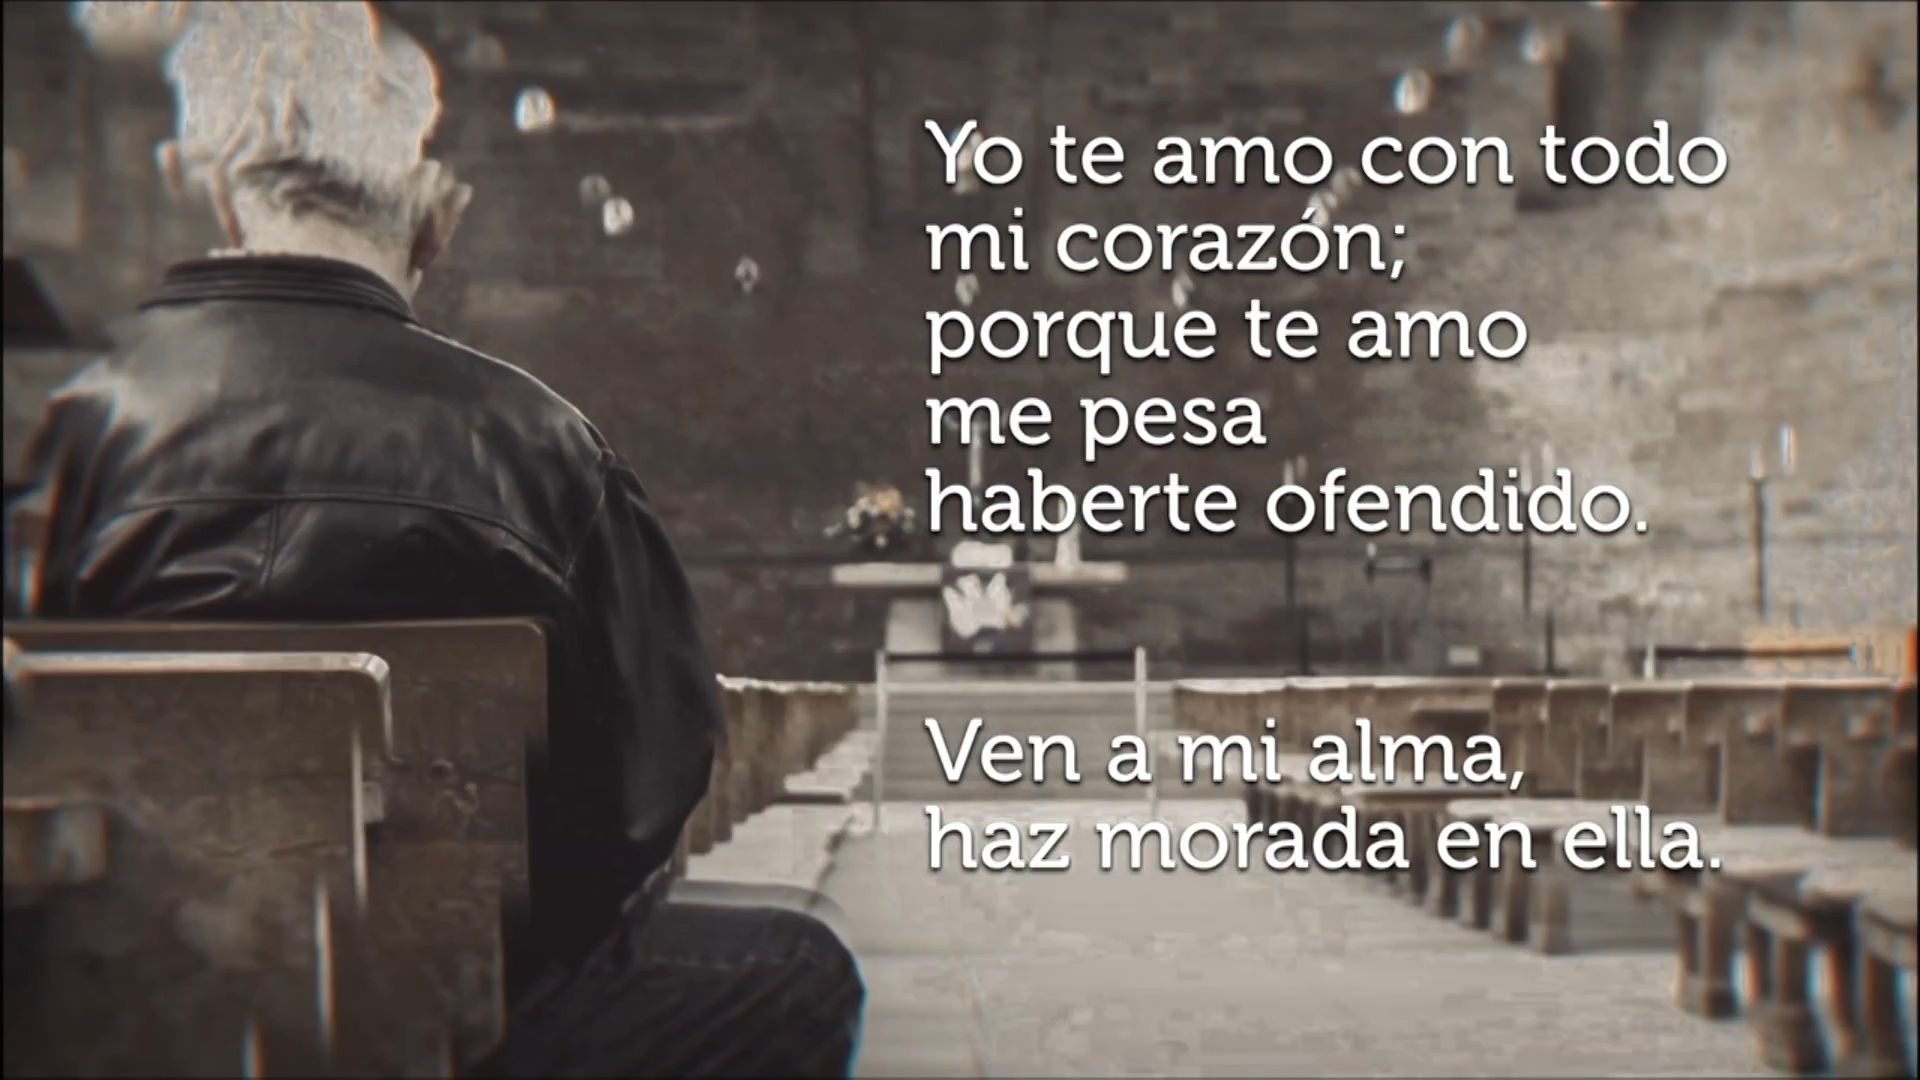 Yo te amo con todo
mi corazón;
porque te amo
me pesa
haberte ofendido.
Ven a mi alma,
haz morada en ella.